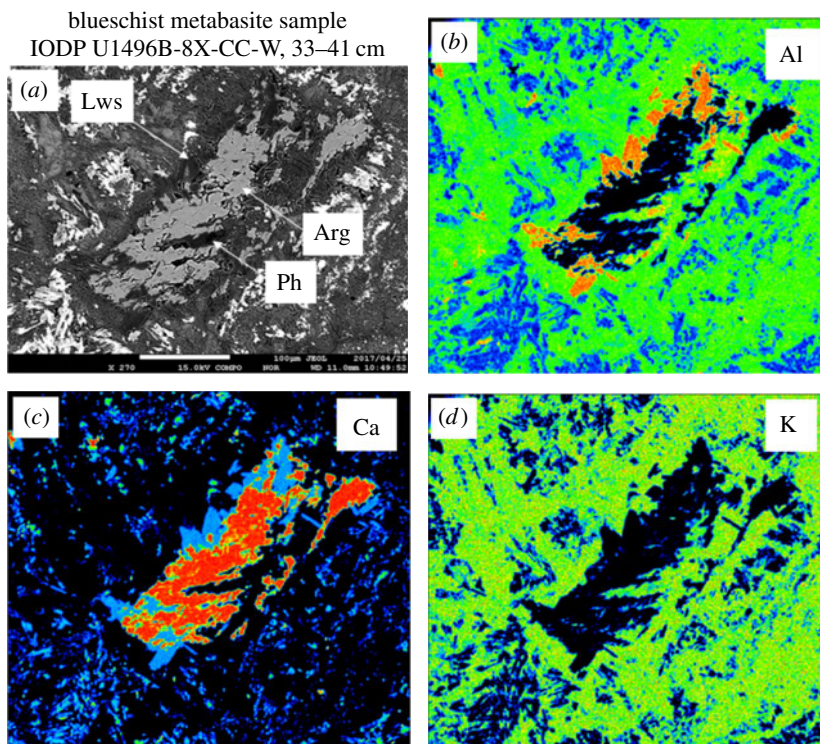 blueschist metabasite sample
IODP U1496B-8X-CC-W, 33–41 cm
(a)
Lws
Arg
Ph
100µm JEOL 2017/04/25
X 270 15.0kV COMPO NOR WD 11.0mm 10:49:52
(b)
Al
(c)
Ca
(d)
K